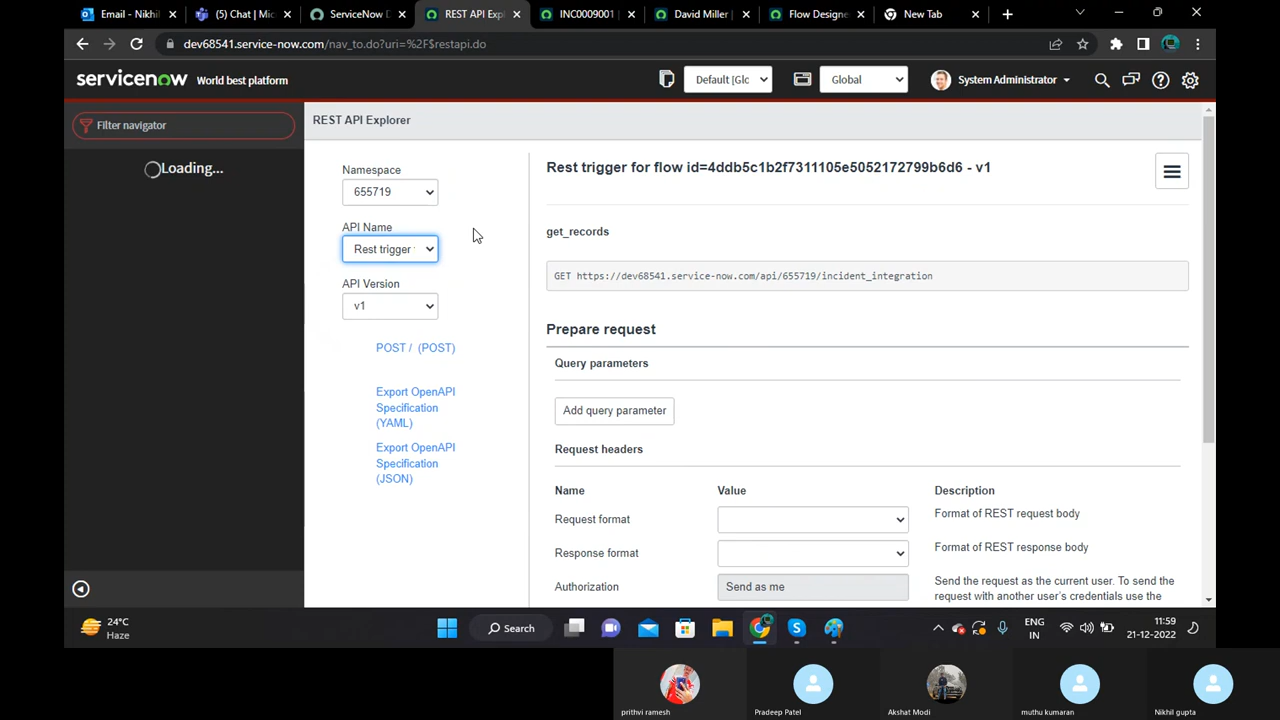 Email - Nikhil
(5) Chat | Mic
ServiceNow D
REST API Expl
INC0009001 |
David Miller |
Flow Designe
New Tab
dev68541.service-now.com/nav_to.do?uri=%2F$restapi.do
servicenow World best platform
Default [Glc
Global
System Administrator
Filter navigator
Loading...
REST API Explorer
Namespace
655719
API Name
Rest trigger
API Version
v1
POST / (POST)
Export OpenAPI
Specification
(YAML)
Export OpenAPI
Specification
(JSON)
Rest trigger for flow id=4ddb5c1b2f7311105e5052172799b6d6 - v1
get_records
GET https://dev68541.service-now.com/api/655719/incident_integration
Prepare request
Query parameters
Add query parameter
Request headers
Name Value Description
Request format Format of REST request body
Response format Format of REST response body
Authorization Send as me Send the request as the current user. To send the
request with another user's credentials use the
24°C
Haze
Search
ENG
IN
11:59
21-12-2022
prithvi ramesh
Pradeep Patel
Akshat Modi
muthu kumaran
Nikhil gupta